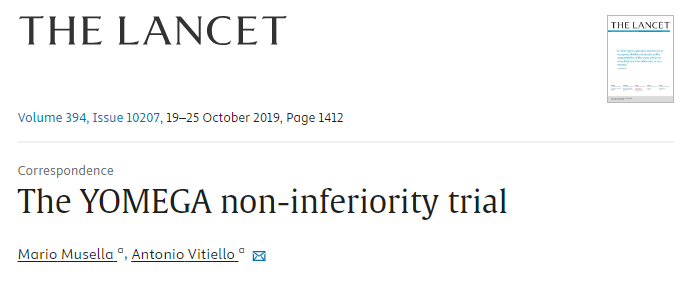 THE LANCET
THE LANCET
Volume 394, Issue 10207, 19–25 October 2019, Page 1412
Correspondence
The YOMEGA non-inferiority trial
Mario Musella a, Antonio Vitiello a